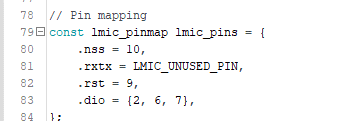 78 // Pin mapping
79 const lmic_pinmap lmic_pins = {
80 .nss = 10,
81 .rxtx = LMIC_UNUSED_PIN,
82 .rst = 9,
83 .dio = {2, 6, 7},
84 };